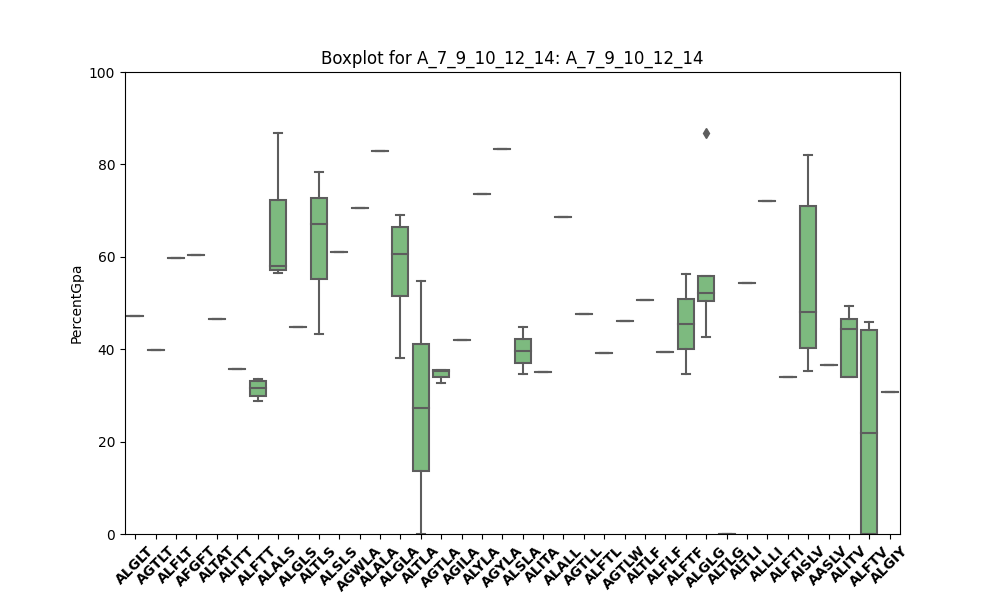 Boxplot for A_7_9_10_12_14: A_7_9_10_12_14
100
80
60
40
20
0
PercentGpa
ALGLT
AGTLT
ALFLT
AFGFT
ALTAT
ALITT
ALFTT
ALALS
ALGLS
ALTLS
ALSLS
AGWLA
ALALA
ALGLA
ALTLA
AGTLA
AGILA
ALYLA
AGYLA
ALSLA
ALITA
ALALL
AGTLL
ALFTL
AGTLW
ALTLF
ALFLF
ALFTF
ALGLG
ALTLG
ALTLI
ALLLI
ALFTI
AISLV
AASLV
ALITV
ALFTV
ALGIY